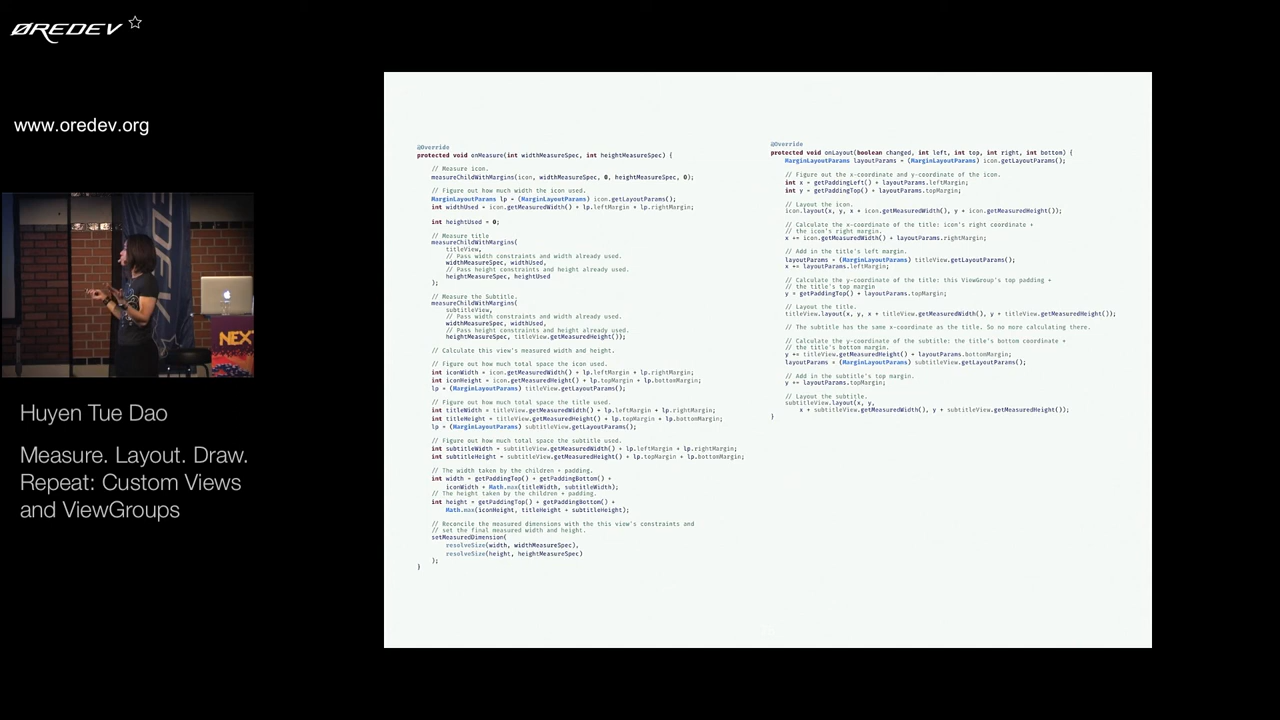 ØREDEV
www.oredev.org
NEXT
Huyen Tue Dao
Measure. Layout. Draw.
Repeat: Custom Views
and ViewGroups
@Override
protected void onMeasure(int widthMeasureSpec, int heightMeasureSpec) {
// Measure icon.
measureChildWithMargins(icon, widthMeasureSpec, 0, heightMeasureSpec, 0);
// Figure out how much width the icon used.
MarginLayoutParams lp = (MarginLayoutParams) icon.getLayoutParams();
int widthUsed = icon.getMeasuredWidth() + lp.leftMargin + lp.rightMargin;
int heightUsed = 0;
// Measure title
measureChildWithMargins(
titleView,
// Pass width constraints and width already used.
widthMeasureSpec, widthUsed,
// Pass height constraints and height already used.
heightMeasureSpec, heightUsed
);
// Measure the Subtitle.
measureChildWithMargins(
subtitleView,
// Pass width constraints and width already used.
widthMeasureSpec, widthUsed,
// Pass height constraints and height already used.
heightMeasureSpec, titleView.getMeasuredHeight());
// Calculate this view's measured width and height.
// Figure out how much total space the icon used.
int iconWidth = icon.getMeasuredWidth() + lp.leftMargin + lp.rightMargin;
int iconHeight = icon.getMeasuredHeight() + lp.topMargin + lp.bottomMargin;
lp = (MarginLayoutParams) titleView.getLayoutParams();
// Figure out how much total space the title used.
int titleWidth = titleView.getMeasuredWidth() + lp.leftMargin + lp.rightMargin;
int titleHeight = titleView.getMeasuredHeight() + lp.topMargin + lp.bottomMargin;
lp = (MarginLayoutParams) subtitleView.getLayoutParams();
// Figure out how much total space the subtitle used.
int subtitleWidth = subtitleView.getMeasuredWidth() + lp.leftMargin + lp.rightMargin;
int subtitleHeight = subtitleView.getMeasuredHeight() + lp.topMargin + lp.bottomMargin;
// The width taken by the children + padding.
int width = getPaddingTop() + getPaddingBottom() +
iconWidth + Math.max(titleWidth, subtitleWidth);
// The height taken by the children + padding.
int height = getPaddingTop() + getPaddingBottom() +
Math.max(iconHeight, titleHeight + subtitleHeight);
// Reconcile the measured dimensions with the this view's constraints and
// set the final measured width and height.
setMeasuredDimension(
resolveSize(width, widthMeasureSpec),
resolveSize(height, heightMeasureSpec)
);
}
@Override
protected void onLayout(boolean changed, int left, int top, int right, int bottom) {
MarginLayoutParams layoutParams = (MarginLayoutParams) icon.getLayoutParams();
// Figure out the x-coordinate and y-coordinate of the icon.
int x = getPaddingLeft() + layoutParams.leftMargin;
int y = getPaddingTop() + layoutParams.topMargin;
// Layout the icon.
icon.layout(x, y, x + icon.getMeasuredWidth(), y + icon.getMeasuredHeight());
// Calculate the x-coordinate of the title: icon's right coordinate +
// the icon's right margin.
x += icon.getMeasuredWidth() + layoutParams.rightMargin;
// Add in the title's left margin.
layoutParams = (MarginLayoutParams) titleView.getLayoutParams();
x += layoutParams.leftMargin;
// Calculate the y-coordinate of the title: this ViewGroup's top padding +
// the title's top margin
y = getPaddingTop() + layoutParams.topMargin;
// Layout the title.
titleView.layout(x, y, x + titleView.getMeasuredWidth(), y + titleView.getMeasuredHeight());
// The subtitle has the same x-coordinate as the title. So no more calculating there.
// Calculate the y-coordinate of the subtitle: the title's bottom coordinate +
// the title's bottom margin.
y += titleView.getMeasuredHeight() + layoutParams.bottomMargin;
layoutParams = (MarginLayoutParams) subtitleView.getLayoutParams();
// Add in the subtitle's top margin.
y += layoutParams.topMargin;
// Layout the subtitle.
subtitleView.layout(x, y,
x + subtitleView.getMeasuredWidth(), y + subtitleView.getMeasuredHeight());
}